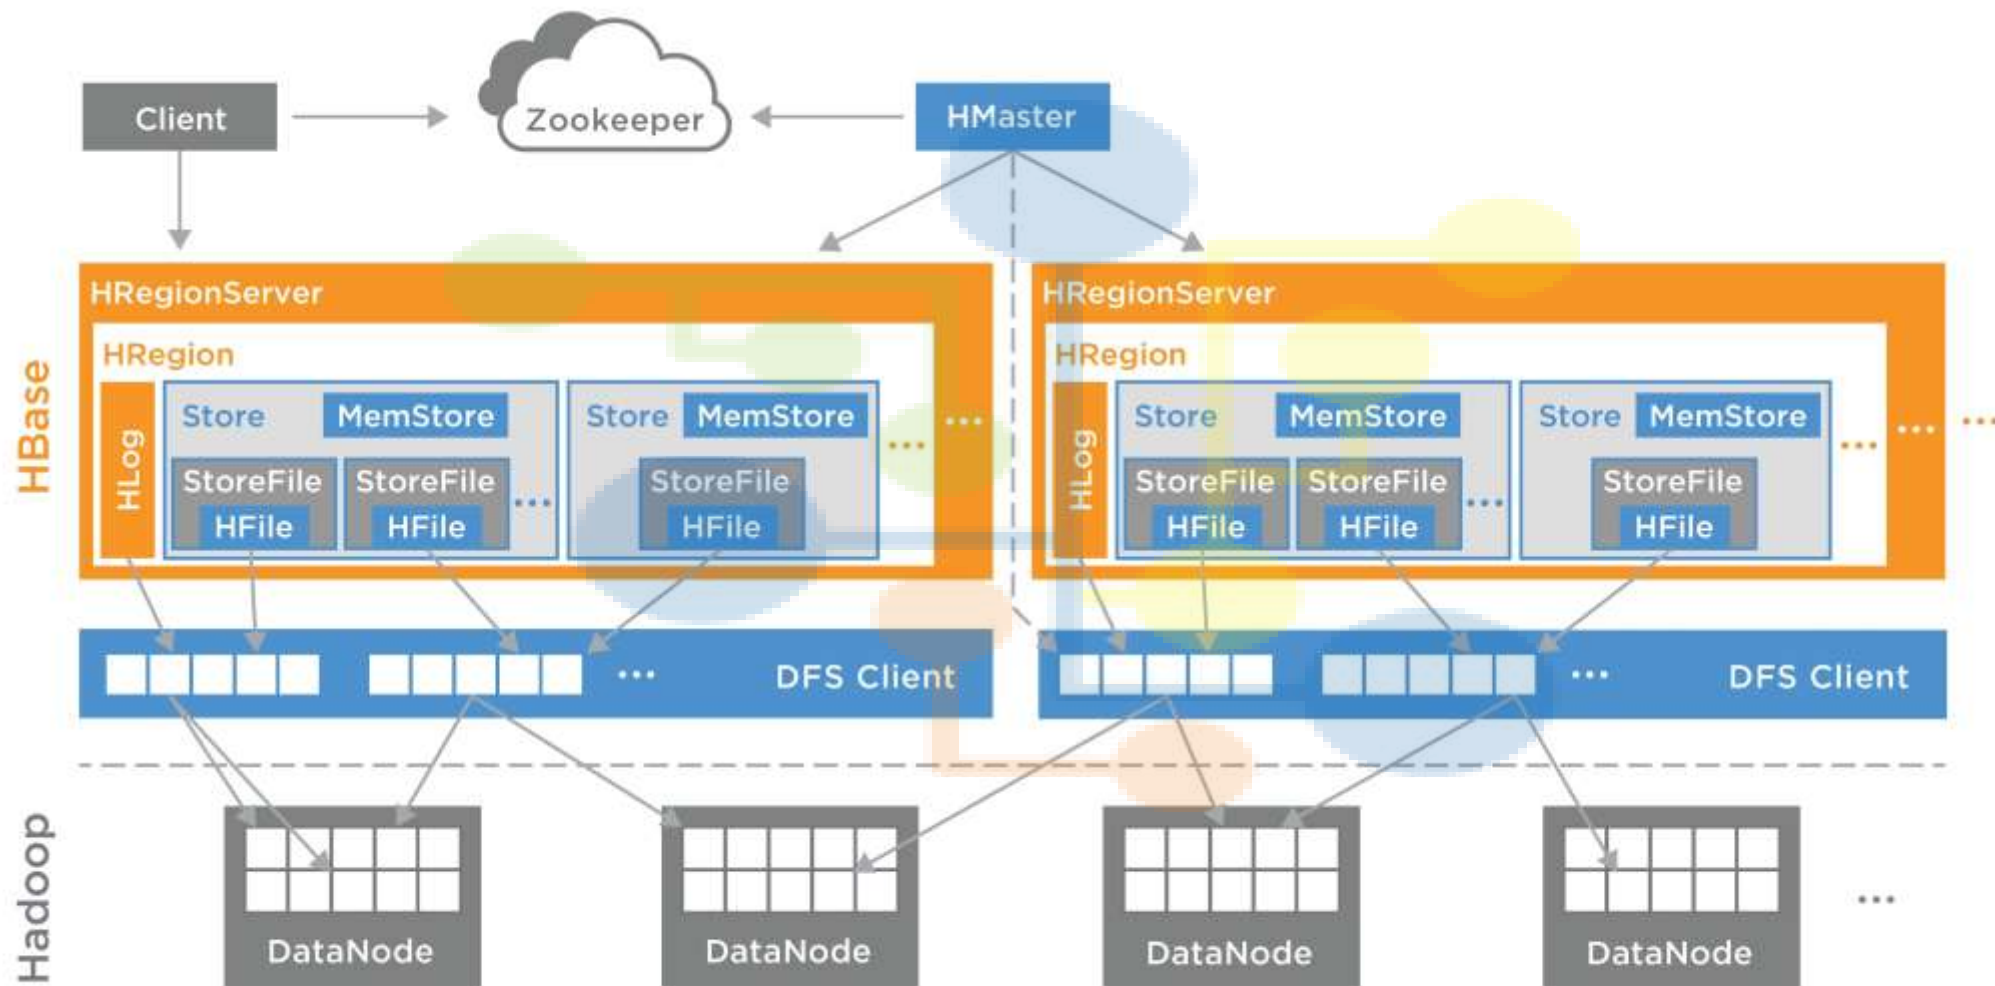 Client
Zookeeper
HMaster
HBase
HRegionServer
HRegion
HLog
Store
MemStore
StoreFile
HFile
StoreFile
HFile
...
Store
MemStore
StoreFile
HFile
...
...
HRegionServer
HRegion
HLog
Store
MemStore
StoreFile
HFile
StoreFile
HFile
...
Store
MemStore
StoreFile
HFile
...
...
...
... DFS Client
... DFS Client
Hadoop
DataNode
DataNode
DataNode
DataNode
...